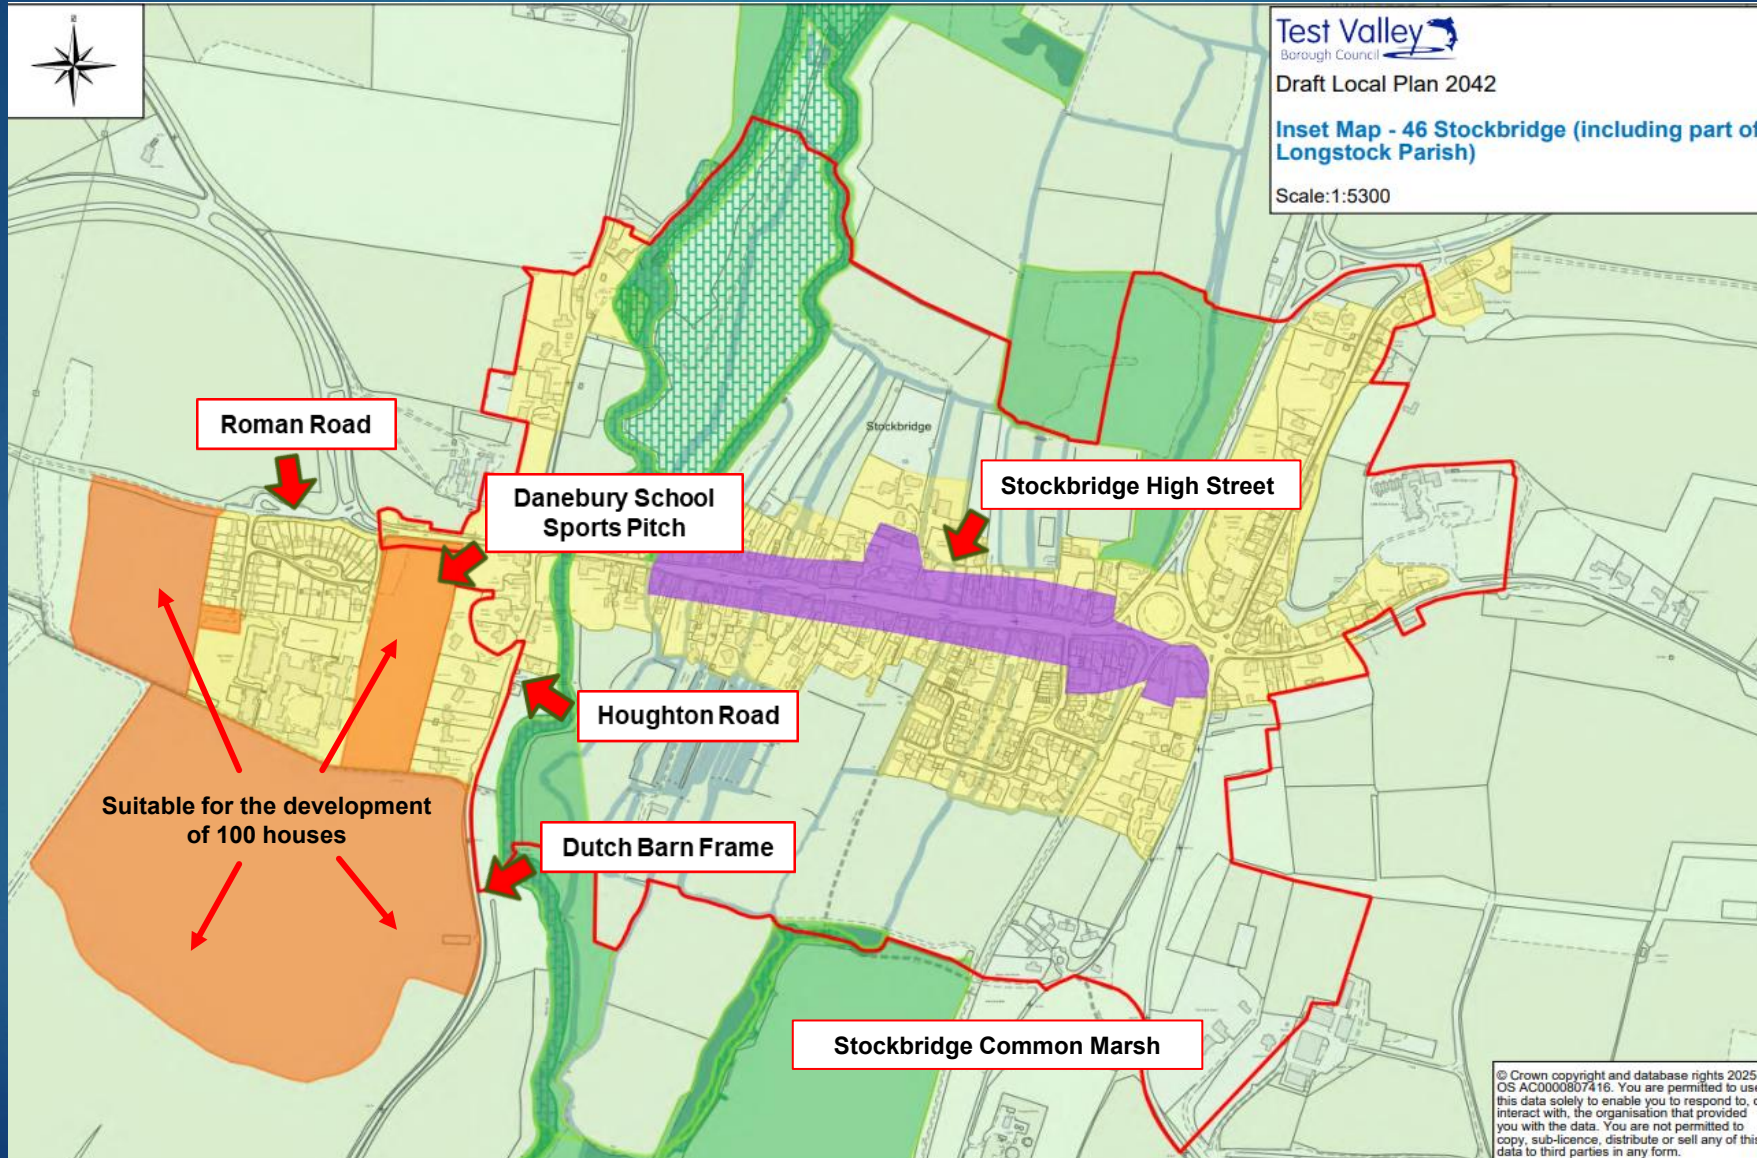 Test Valley
Borough Council
Draft Local Plan 2042
Inset Map - 46 Stockbridge (including part of
Longstock Parish)
Scale:1:5300
Roman Road
Stockbridge
Danebury School
Sports Pitch
Stockbridge High Street
Houghton Road
Suitable for the development
of 100 houses
Dutch Barn Frame
Stockbridge Common Marsh
© Crown copyright and database rights 2025
OS AC0000807416. You are permitted to use
this data solely to enable you to respond to, o
interact with, the organisation that provided
you with the data. You are not permitted to
copy, sub-licence, distribute or sell any of this
data to third parties in any form.